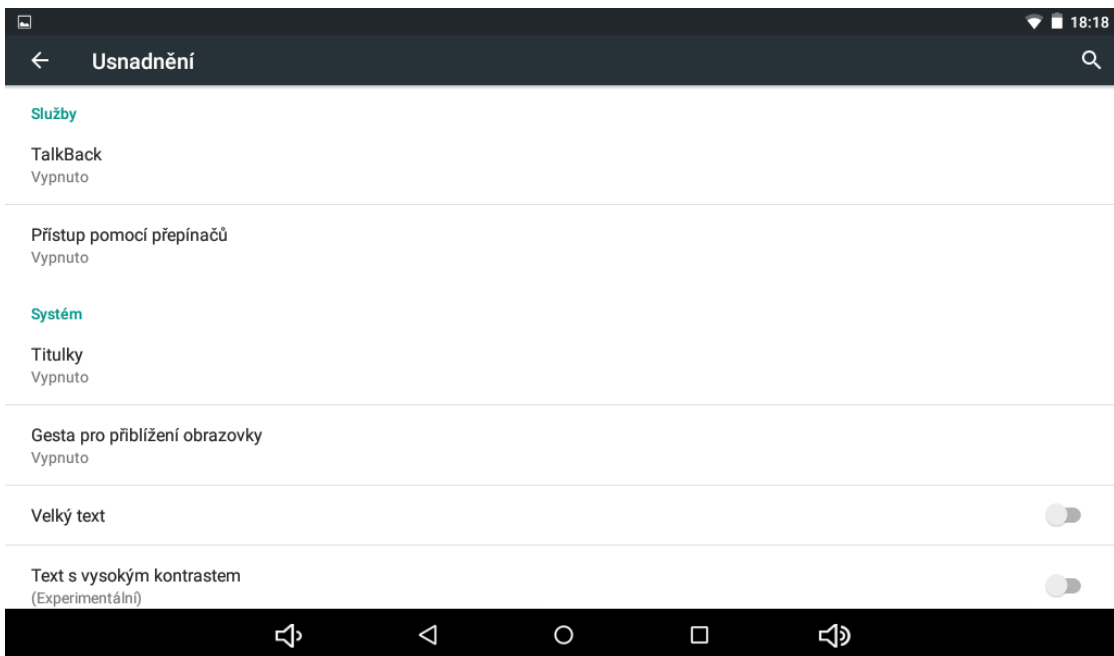 18:18
Usnadnění
Služby
TalkBack
Vypnuto
Přístup pomocí přepínačů
Vypnuto
Systém
Titulky
Vypnuto
Gesta pro přiblížení obrazovky
Vypnuto
Velký text
Text s vysokým kontrastem
(Experimentální)